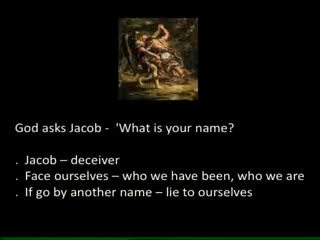 God asks Jacob -  'What is your name?
.  Jacob – deceiver
.  Face ourselves – who we have been, who we are
.  If go by another name – lie to ourselves